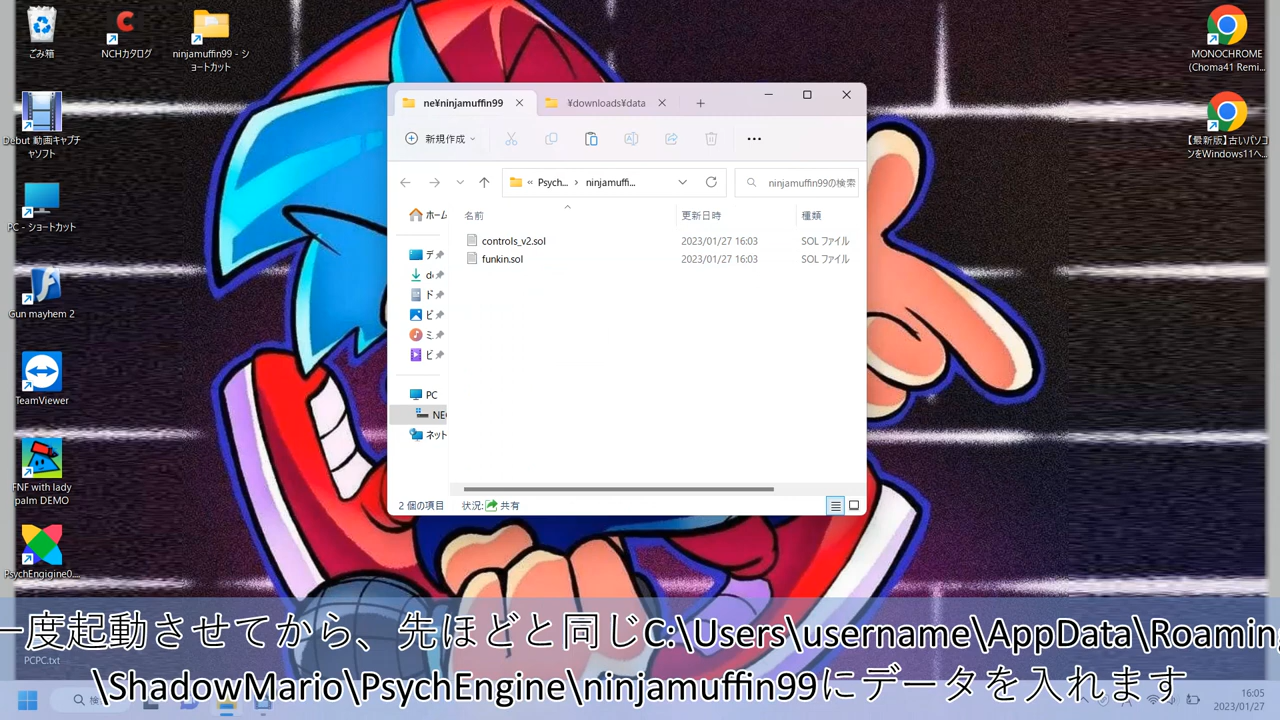 ごみ箱
NCHカタログ
ninjamuffin99 - ショートカット
Debut 動画キャプチャソフト
PC - ショートカット
Gun mayhem 2
TeamViewer
FNF with lady palm DEMO
PsychEngigine0....
PCPC.txt
MONOCHROME (Choma41 Remi...
【最新版】古いパソコンをWindows11へ...
ne¥ninjamuffin99
¥downloads¥data
新規作成
Psych...
ninjamuffi...
ninjamuffin99の検索
名前
更新日時
種類
controls_v2.sol 2023/01/27 16:03 SOL ファイル
funkin.sol 2023/01/27 16:03 SOL ファイル
ホーム
デ
ド
ピ
ミ
ビ
PC
ネット
2 個の項目
状況: 共有
一度起動させてから、先ほどと同じC:\Users\username\AppData\Roaming
\ShadowMario\PsychEngine\ninjamuffin99にデータを入れます
16:05
2023/01/27